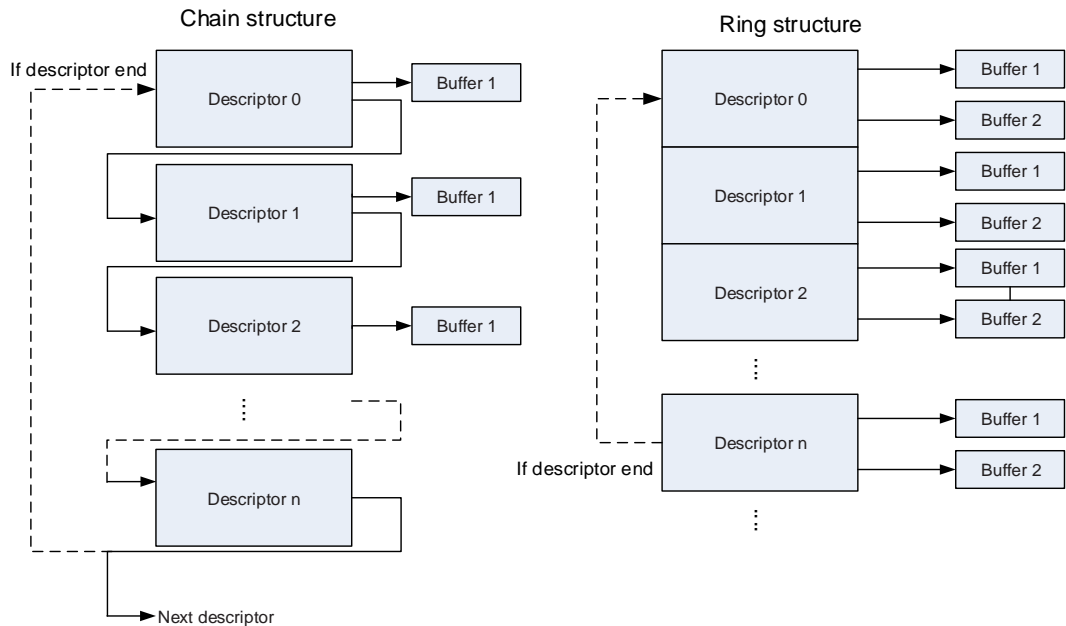 Chain structure
If descriptor end
Descriptor 0
Buffer 1
Descriptor 1
Buffer 1
Descriptor 2
Buffer 1
Descriptor n
Next descriptor
Ring structure
Descriptor 0
Buffer 1
Buffer 2
Descriptor 1
Buffer 1
Buffer 2
Descriptor 2
Buffer 1
Buffer 2
Descriptor n
Buffer 1
Buffer 2
If descriptor end